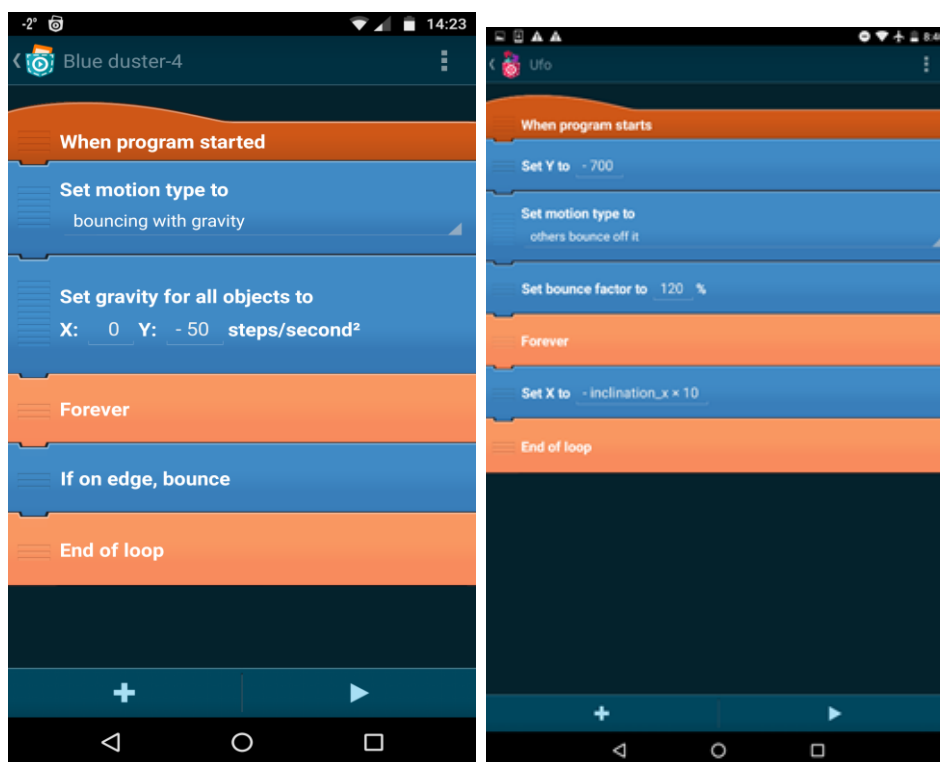 -2° 14:23
Blue duster-4
When program started
Set motion type to
bouncing with gravity
Set gravity for all objects to
X: 0 Y: - 50 steps/second²
Forever
If on edge, bounce
End of loop
Ufo
When program starts
Set Y to - 700
Set motion type to
others bounce off it
Set bounce factor to 120 %
Forever
Set X to - inclination_x × 10
End of loop